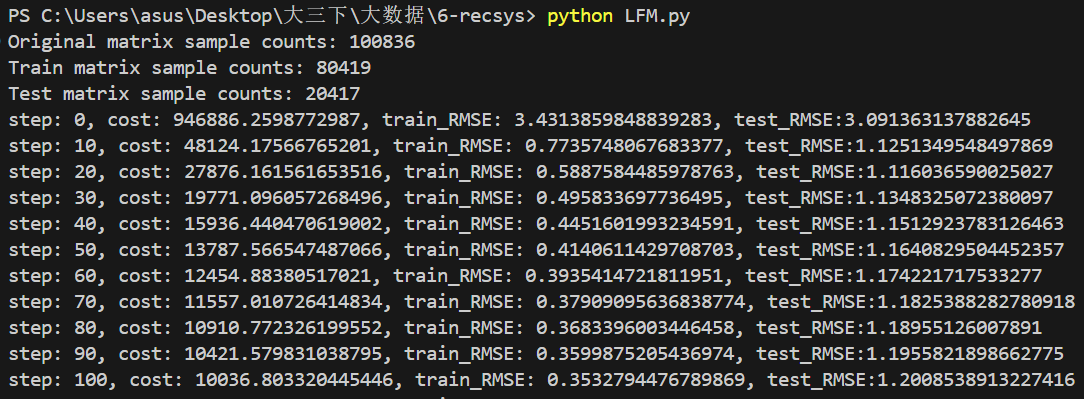 PS C:\Users\asus\Desktop\大三下\大数据\6-recsys> python LFM.py
Original matrix sample counts: 100836
Train matrix sample counts: 80419
Test matrix sample counts: 20417
step: 0, cost: 946886.2598772987, train_RMSE: 3.4313859848839283, test_RMSE:3.091363137882645
step: 10, cost: 48124.17566765201, train_RMSE: 0.7735748067683377, test_RMSE:1.1251349548497869
step: 20, cost: 27876.161561653516, train_RMSE: 0.5887584485978763, test_RMSE:1.116036590025027
step: 30, cost: 19771.096057268496, train_RMSE: 0.495833697736495, test_RMSE:1.1348325072380097
step: 40, cost: 15936.440470619002, train_RMSE: 0.4451601993234591, test_RMSE:1.1512923783126463
step: 50, cost: 13787.566547487066, train_RMSE: 0.4140611429708703, test_RMSE:1.1640829504452357
step: 60, cost: 12454.88380517021, train_RMSE: 0.3935414721811951, test_RMSE:1.174221717533277
step: 70, cost: 11557.010726414834, train_RMSE: 0.37909095636838774, test_RMSE:1.1825388282780918
step: 80, cost: 10910.772326199552, train_RMSE: 0.3683396003446458, test_RMSE:1.18955126007891
step: 90, cost: 10421.579831038795, train_RMSE: 0.3599875205436974, test_RMSE:1.1955821898662775
step: 100, cost: 10036.803320445446, train_RMSE: 0.3532794476789869, test_RMSE:1.2008538913227416